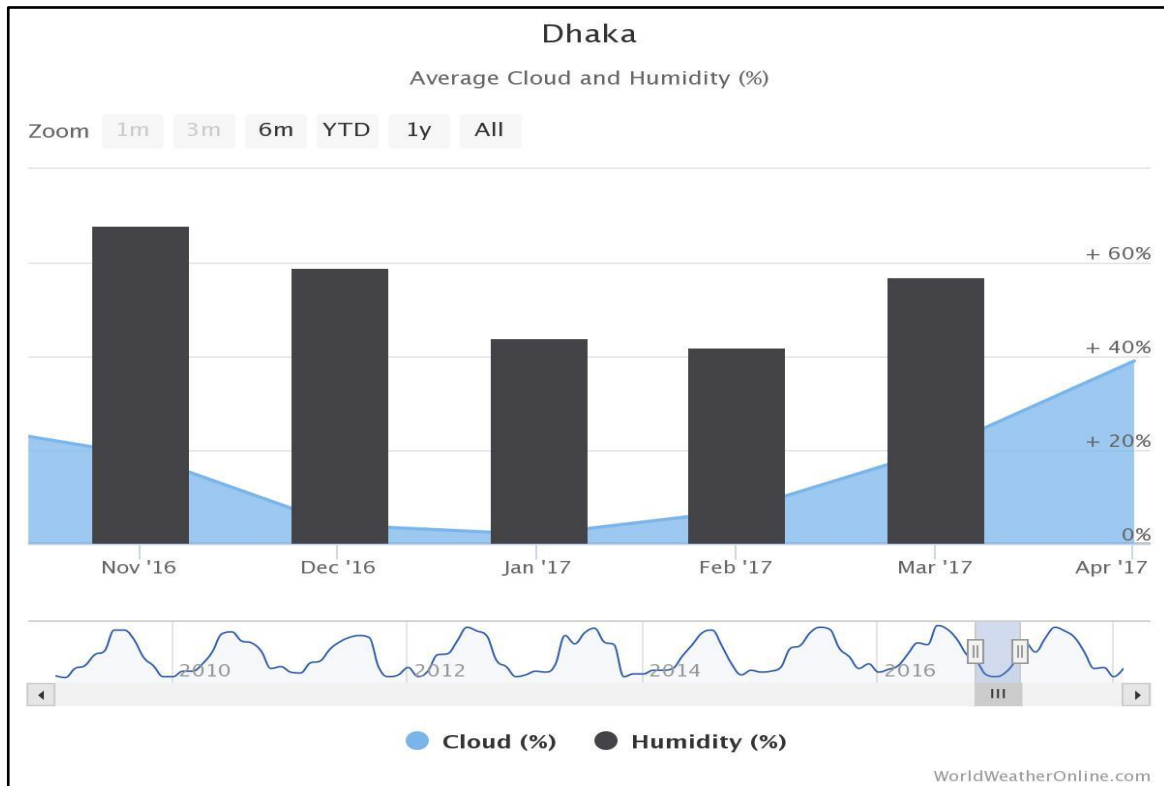 Dhaka
Average Cloud and Humidity (%)
Zoom 1m 3m 6m YTD 1y All
+ 60%
+ 40%
+ 20%
0%
Nov '16 Dec '16 Jan '17 Feb '17 Mar '17 Apr '17
2010 2012 2014 2016
Cloud (%) Humidity (%)
WorldWeatherOnline.com